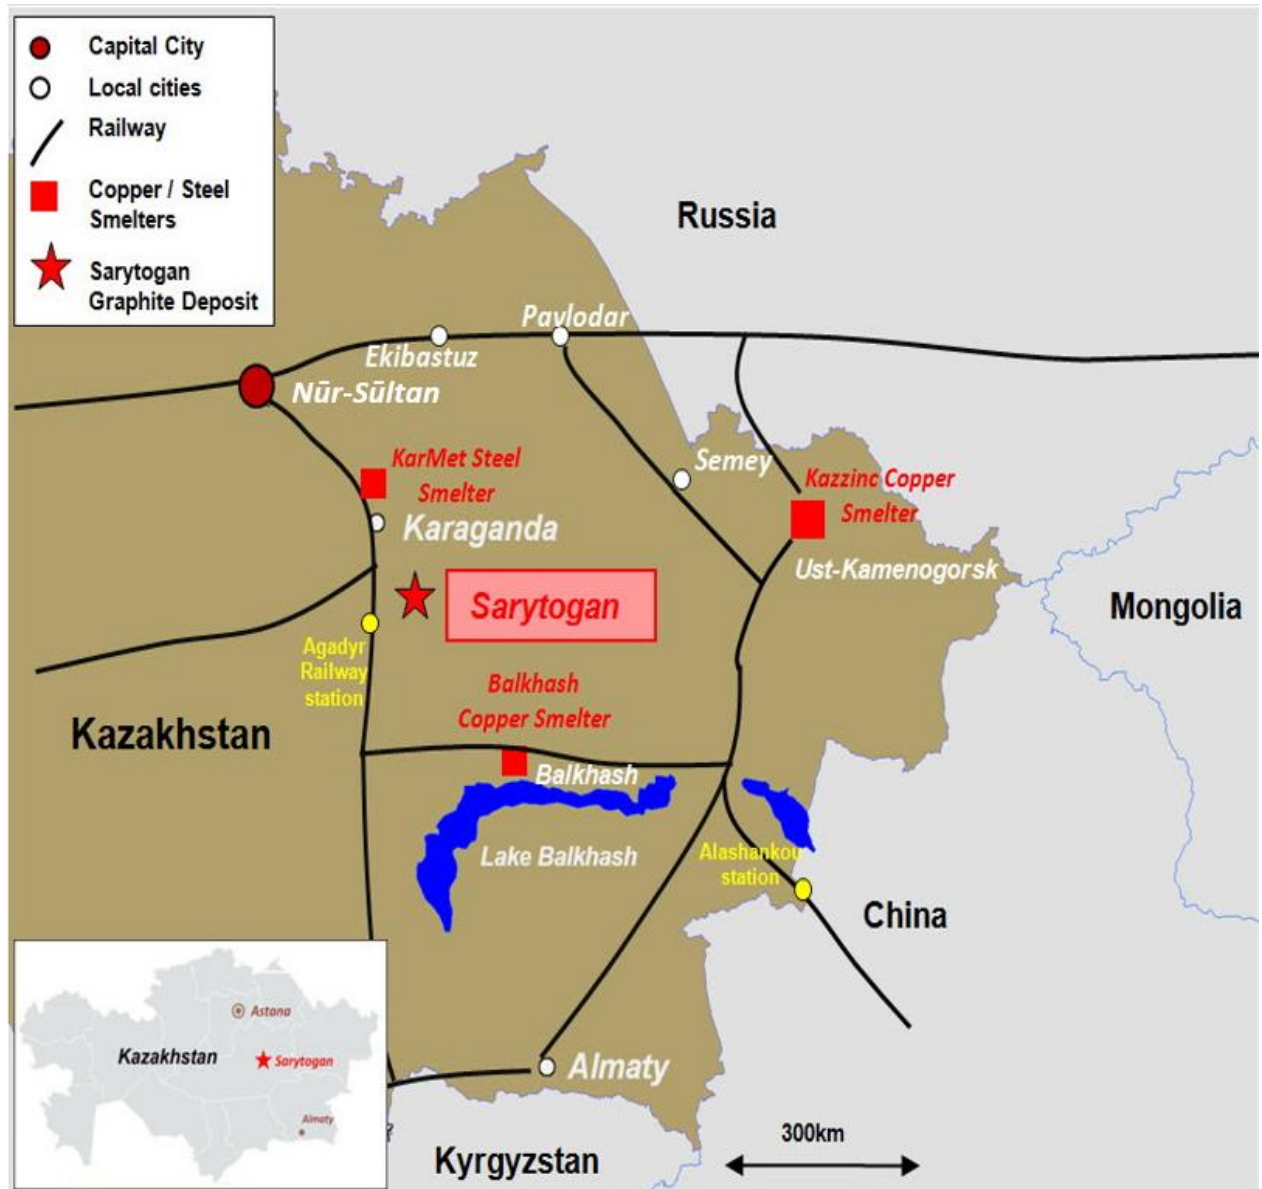 Capital City
Local cities
Railway
Copper / Steel
Smelters
Sarytogan
Graphite Deposit
Russia
Pavlodar
Ekibastuz
Nūr-Sūltan
KarMet Steel
Smelter
Semey
Kazzinc Copper
Smelter
Karaganda
Ust-Kamenogorsk
Sarytogan
Mongolia
Agadyr
Railway
station
Balkhash
Copper Smelter
Kazakhstan
Balkhash
Lake Balkhash
Alashankou
station
China
Astana
Kazakhstan
Sarytogan
Almaty
Almaty
300km
Kyrgyzstan